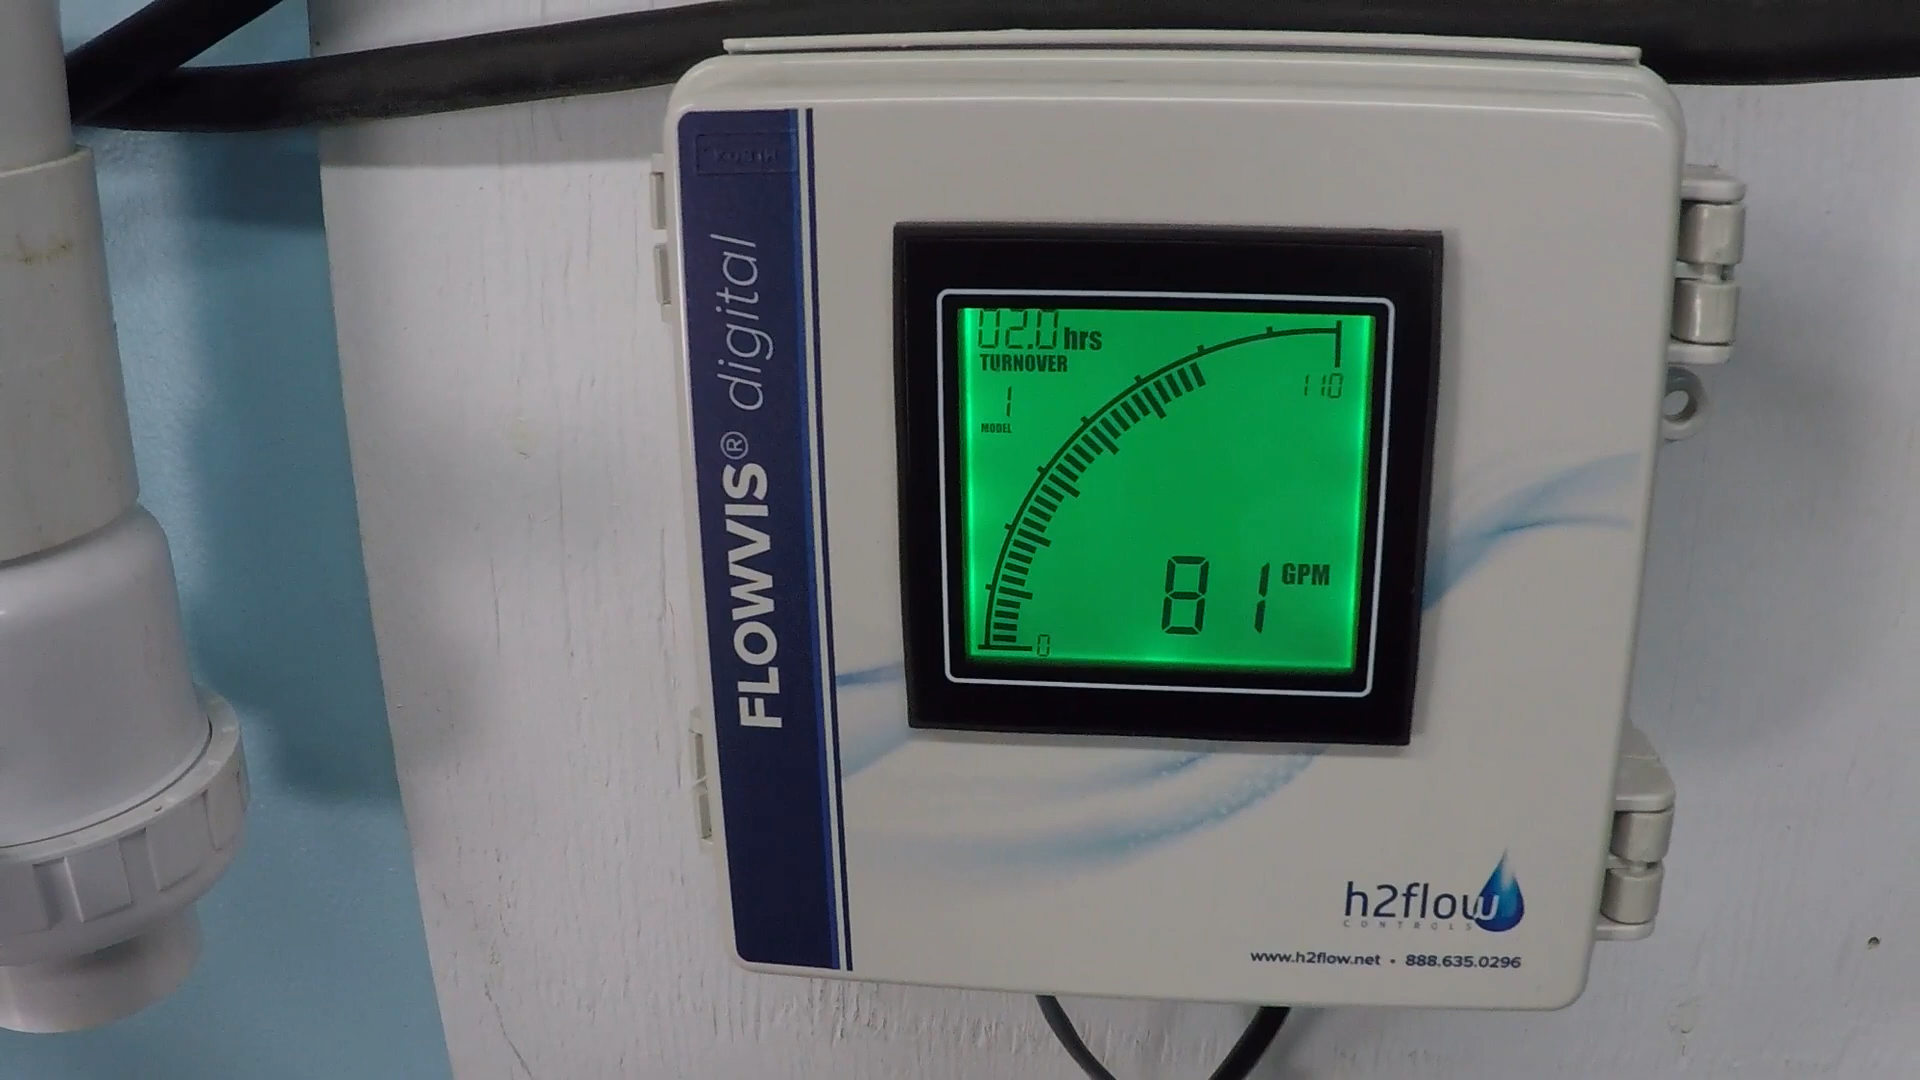 FLOWVIS® digital
02.0 hrs
TURNOVER
1
MODEL
110
81 GPM
0
h2flow
CONTROLS
www.h2flow.net • 888.635.0296